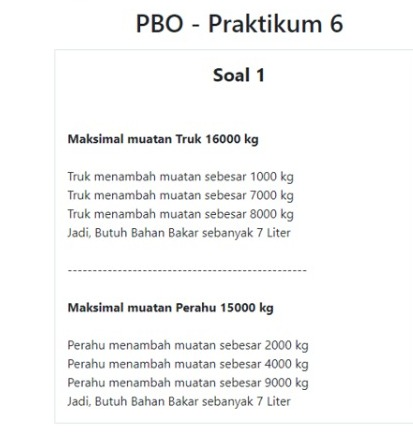 PBO - Praktikum 6
Soal 1
Maksimal muatan Truk 16000 kg
Truk menambah muatan sebesar 1000 kg
Truk menambah muatan sebesar 7000 kg
Truk menambah muatan sebesar 8000 kg
Jadi, Butuh Bahan Bakar sebanyak 7 Liter
------------------------------------------------
Maksimal muatan Perahu 15000 kg
Perahu menambah muatan sebesar 2000 kg
Perahu menambah muatan sebesar 4000 kg
Perahu menambah muatan sebesar 9000 kg
Jadi, Butuh Bahan Bakar sebanyak 7 Liter